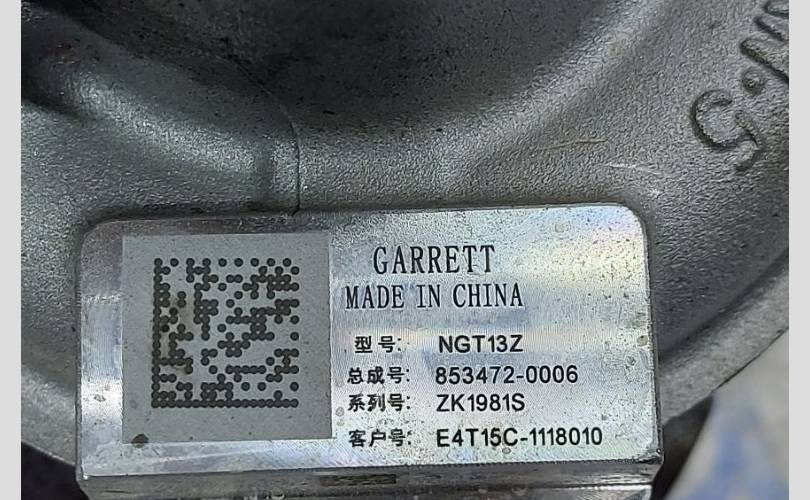 GARRETT
MADE IN CHINA
型号: NGT13Z
总成号: 853472-0006
系列号: ZK1981S
客户号: E4T15C-1118010